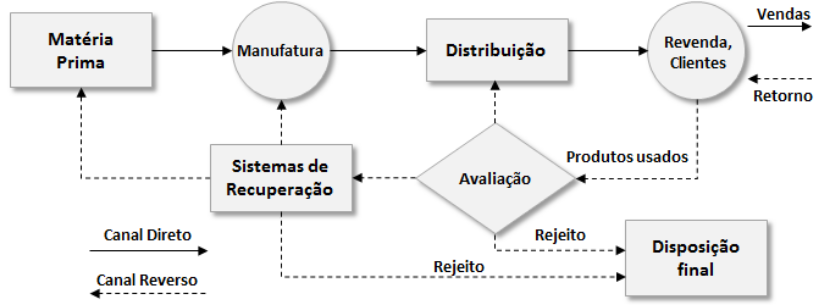 Vendas
Matéria
Prima
Manufatura
Distribuição
Revenda,
Clientes
Retorno
Produtos usados
Sistemas de
Recuperação
Avaliação
Canal Direto
Rejeito
Disposição
final
Rejeito
Canal Reverso